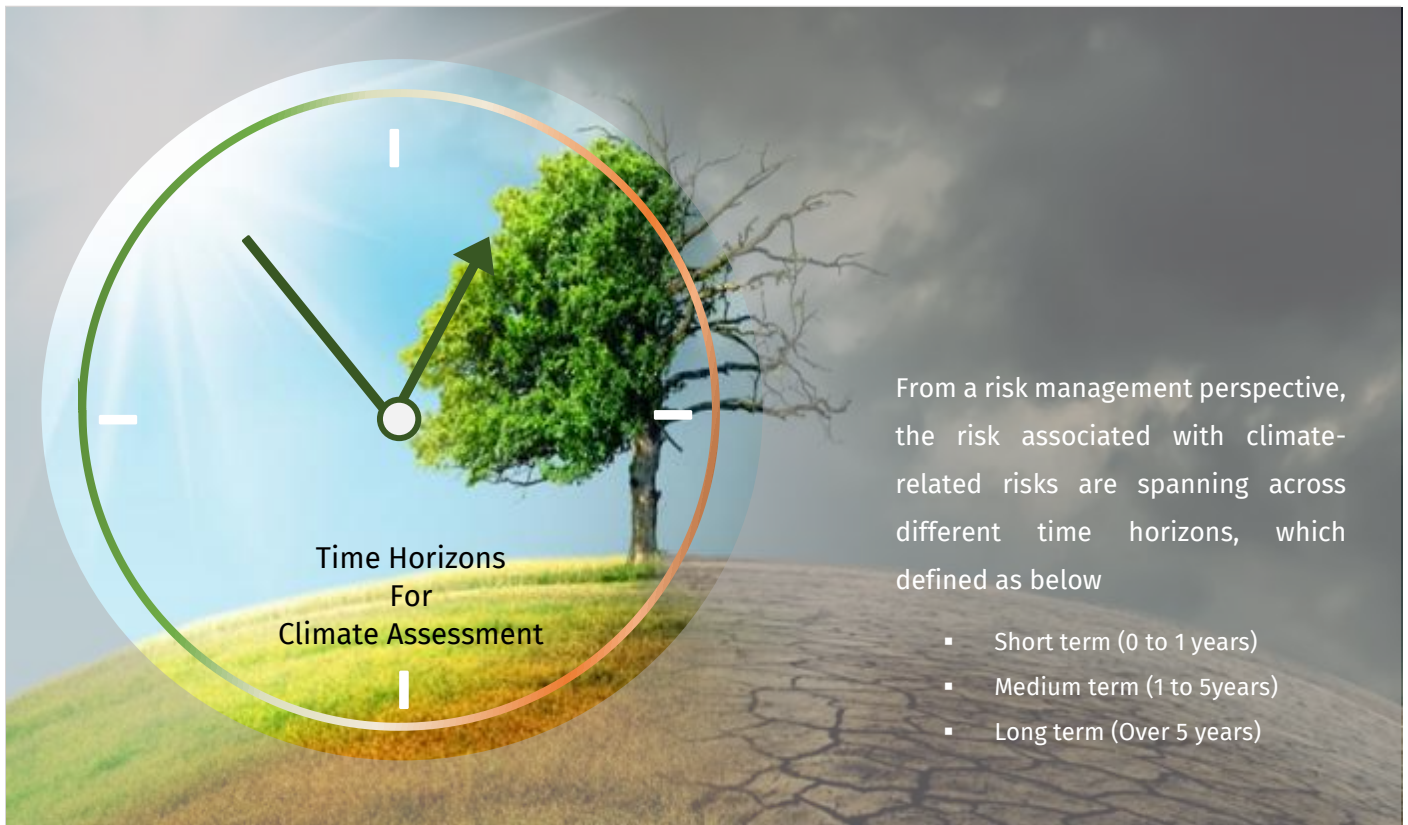 Time Horizons
For
Climate Assessment
From a risk management perspective,
the risk associated with climate-
related risks are spanning across
different time horizons, which
defined as below
▪ Short term (0 to 1 years)
▪ Medium term (1 to 5years)
▪ Long term (Over 5 years)